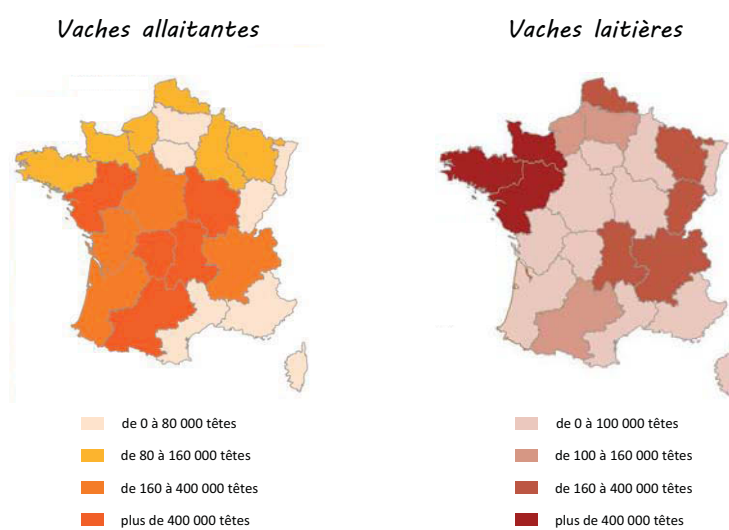 Vaches allaitantes
Vaches laitières
de 0 à 80 000 têtes
de 80 à 160 000 têtes
de 160 à 400 000 têtes
plus de 400 000 têtes
de 0 à 100 000 têtes
de 100 à 160 000 têtes
de 160 à 400 000 têtes
plus de 400 000 têtes